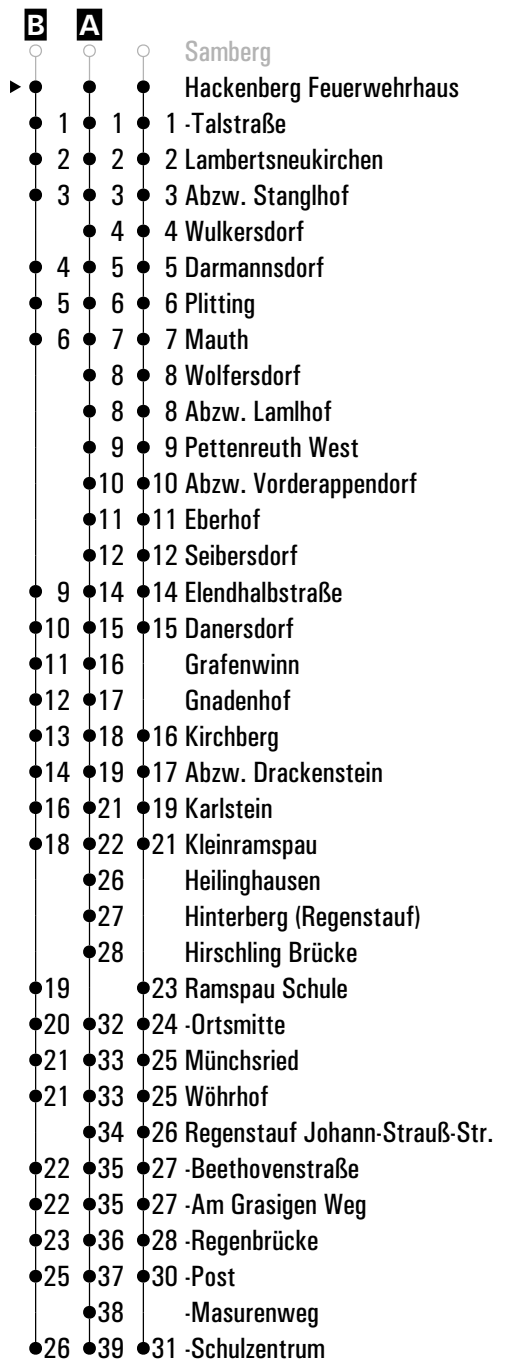 B A
Samberg
Hackenberg Feuerwehrhaus
1 1 1 -Talstraße
2 2 2 Lambertsneukirchen
3 3 3 Abzw. Stanglhof
4 4 Wulkersdorf
4 5 5 Darmannsdorf
5 6 6 Plitting
6 7 7 Mauth
8 8 Wolfersdorf
8 8 Abzw. Lamlhof
9 9 Pettenreuth West
10 10 Abzw. Vorderappendorf
11 11 Eberhof
12 12 Seibersdorf
9 14 14 Elendhalbstraße
10 15 15 Danersdorf
11 16 Grafenwinn
12 17 Gnadenhof
13 18 16 Kirchberg
14 19 17 Abzw. Drackenstein
16 21 19 Karlstein
18 22 21 Kleinramspau
26 Heilinghausen
27 Hinterberg (Regenstauf)
28 Hirschling Brücke
19 23 Ramspau Schule
20 32 24 -Ortsmitte
21 33 25 Münchsried
21 33 25 Wöhrhof
34 26 Regenstauf Johann-Strauß-Str.
22 35 27 -Beethovenstraße
22 35 27 -Am Grasigen Weg
23 36 28 -Regenbrücke
25 37 30 -Post
38 -Masurenweg
26 39 31 -Schulzentrum